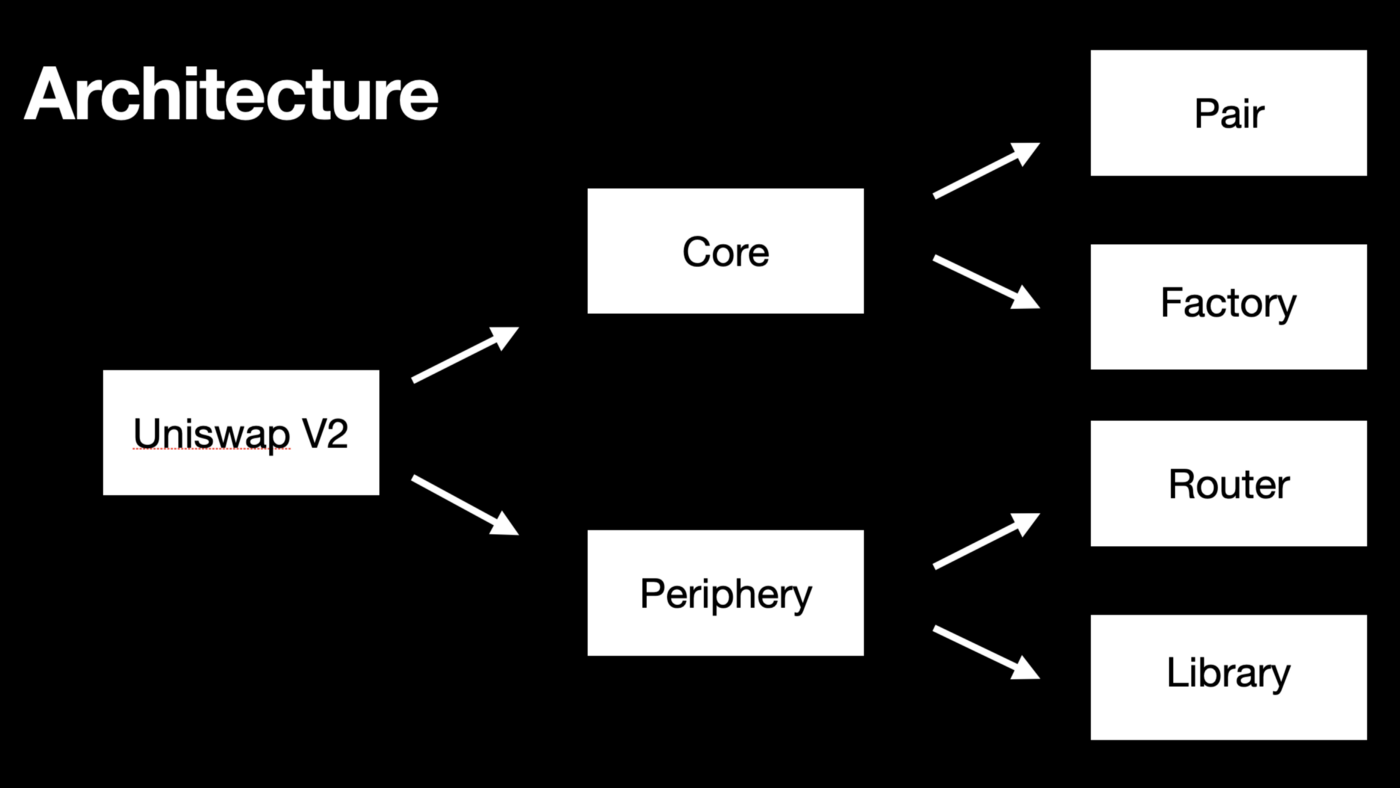 Architecture
Pair
Core
Factory
Uniswap V2
Router
Periphery
Library